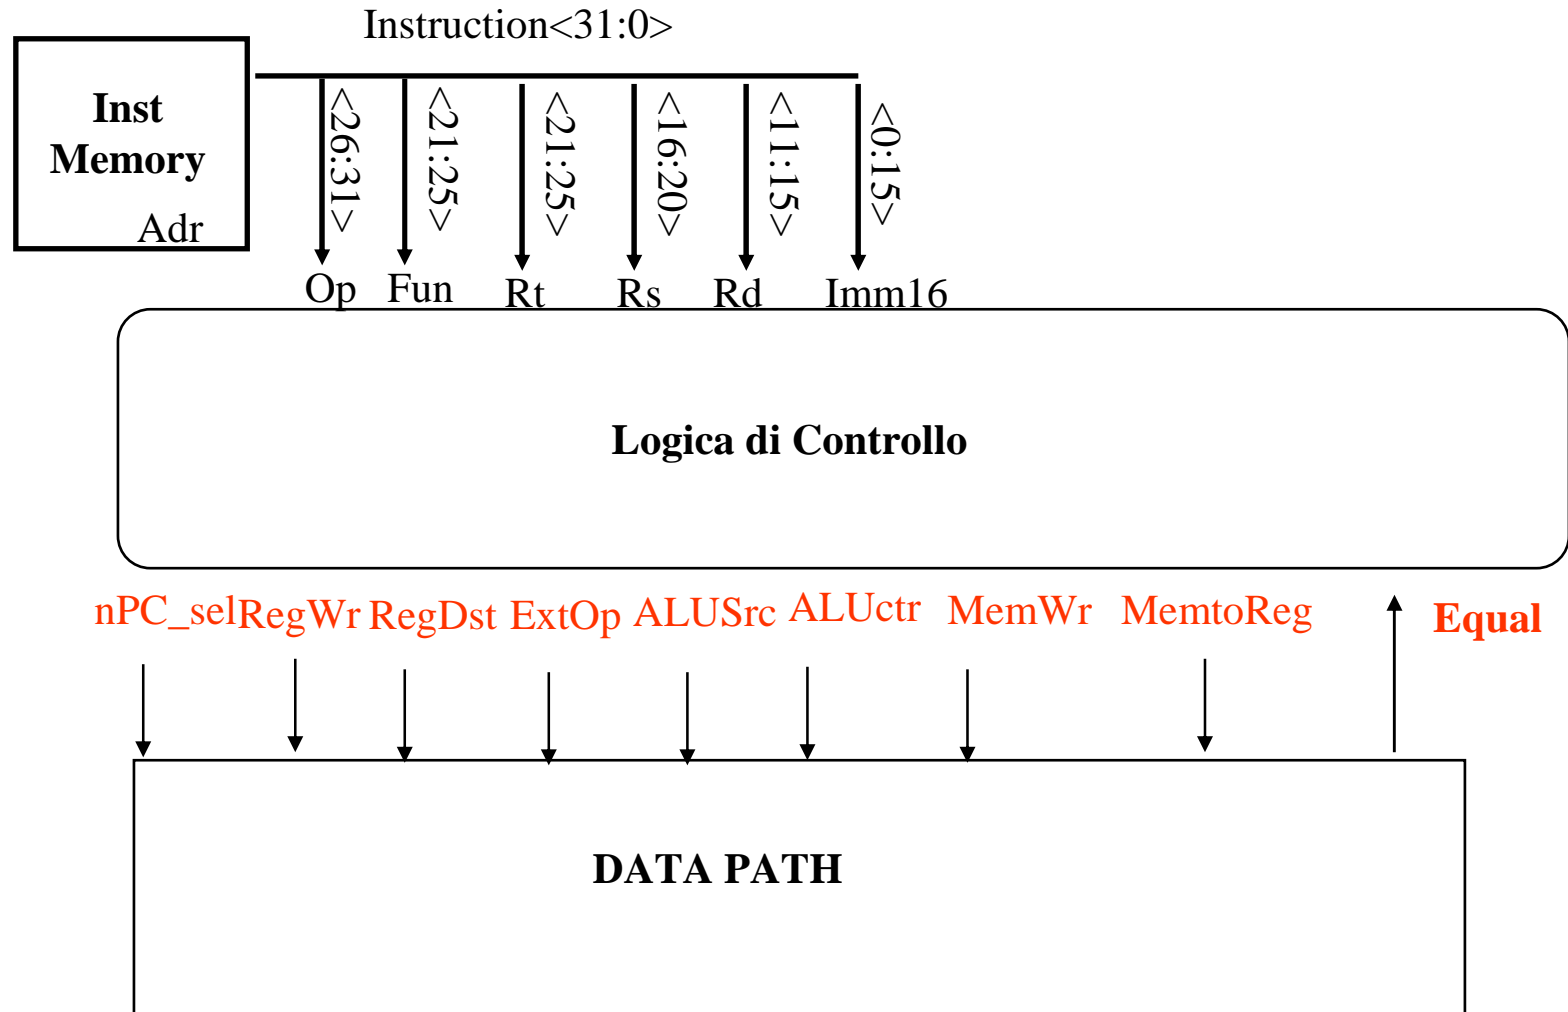 Instruction<31:0>
Inst
Memory
Adr
<26:31>
<21:25>
<21:25>
<16:20>
<11:15>
<0:15>
Op Fun Rt Rs Rd Imm16
Logica di Controllo
nPC_sel RegWr RegDst ExtOp ALUSrc ALUctr MemWr MemtoReg Equal
DATA PATH